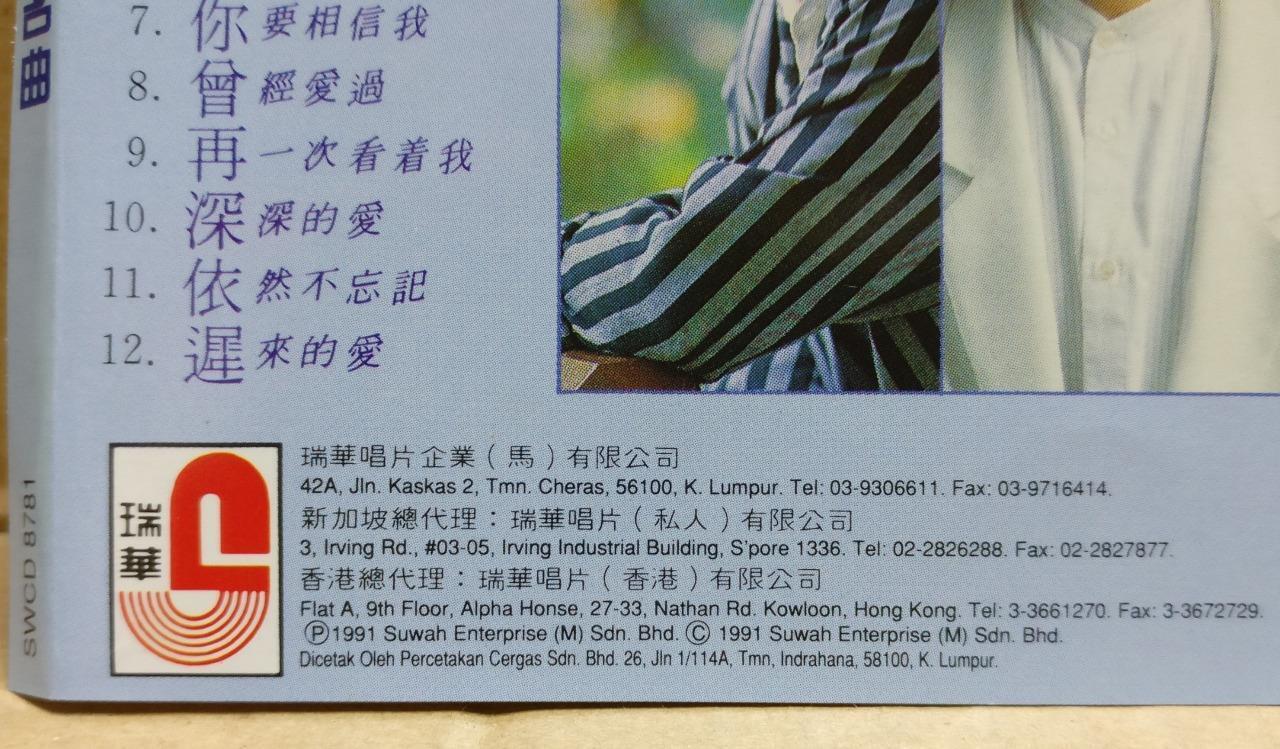 7. 你要相信我
8. 曾經愛過
9. 再一次看着我
10. 深深的愛
11. 依然不忘記
12. 遲來的愛
曲
SWCD 8781
瑞華
瑞華唱片企業(馬)有限公司
42A, Jln. Kaskas 2, Tmn. Cheras, 56100, K. Lumpur. Tel: 03-9306611. Fax: 03-9716414.
新加坡總代理:瑞華唱片(私人)有限公司
3, Irving Rd., #03-05, Irving Industrial Building, S'pore 1336. Tel: 02-2826288. Fax: 02-2827877.
香港總代理:瑞華唱片(香港)有限公司
Flat A, 9th Floor, Alpha Honse, 27-33, Nathan Rd. Kowloon, Hong Kong. Tel: 3-3661270. Fax: 3-3672729.
Ⓟ1991 Suwah Enterprise (M) Sdn. Bhd. Ⓒ 1991 Suwah Enterprise (M) Sdn. Bhd.
Dicetak Oleh Percetakan Cergas Sdn. Bhd. 26, Jln 1/114A, Tmn, Indrahana, 58100, K. Lumpur.